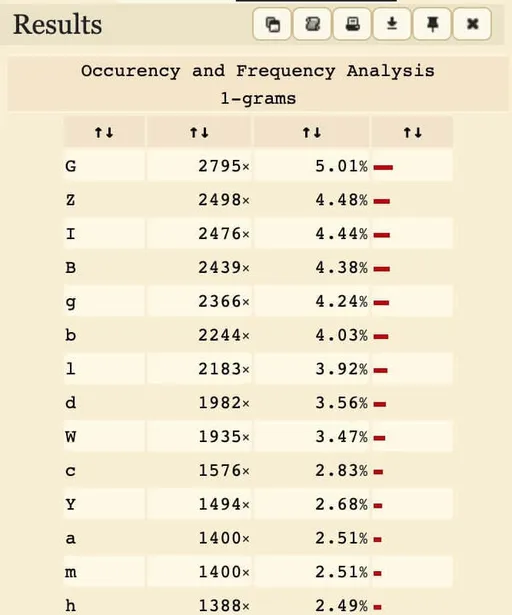 Results
Occurency and Frequency Analysis
1-grams
↑↓ ↑↓ ↑↓ ↑↓
G 2795× 5.01%
Z 2498× 4.48%
I 2476× 4.44%
B 2439× 4.38%
g 2366× 4.24%
b 2244× 4.03%
l 2183× 3.92%
d 1982× 3.56%
W 1935× 3.47%
c 1576× 2.83%
Y 1494× 2.68%
a 1400× 2.51%
m 1400× 2.51%
h 1388× 2.49%